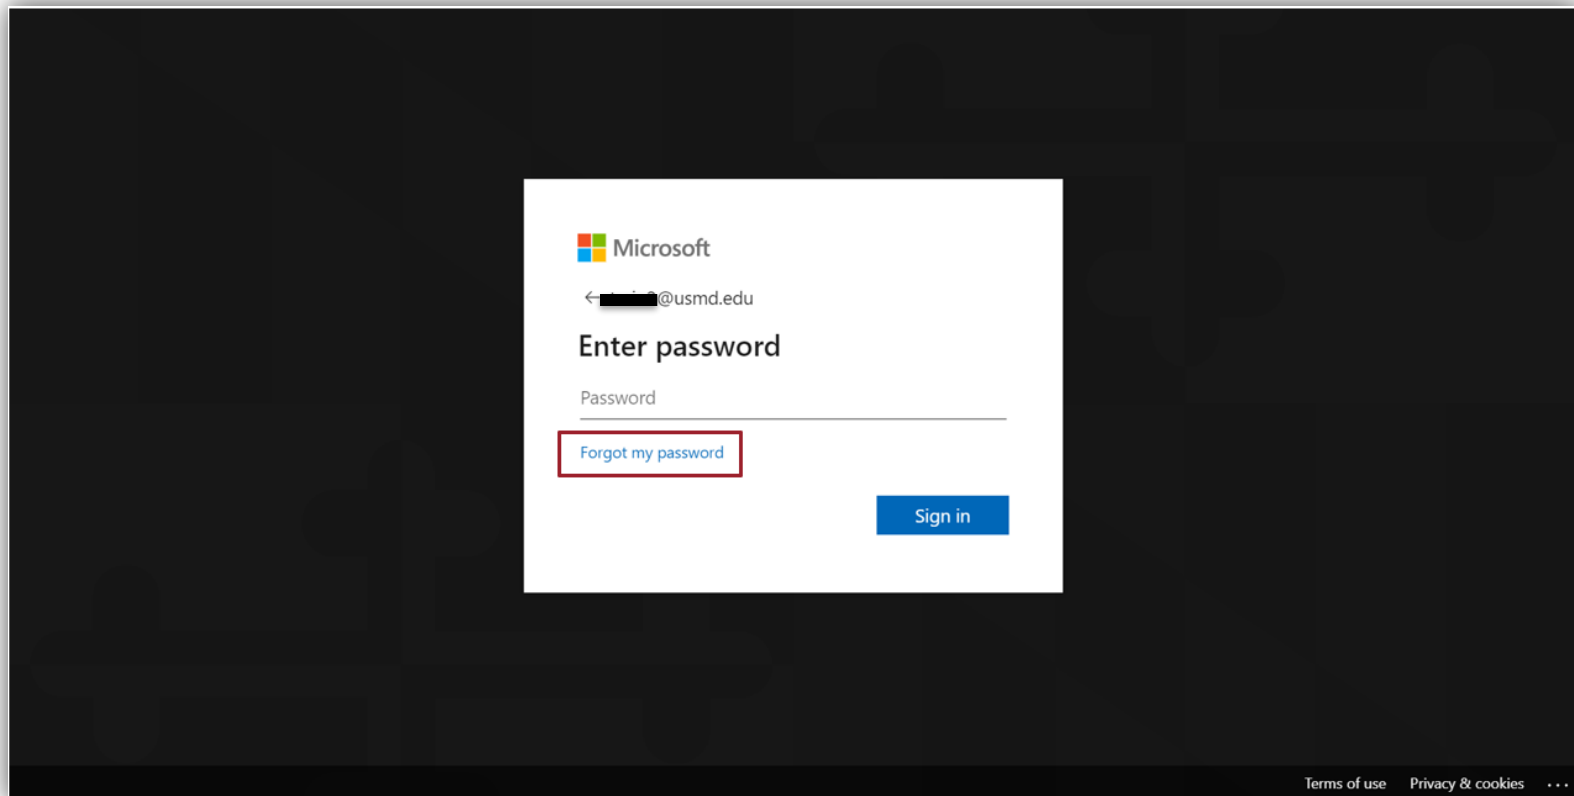 Microsoft
@usmd.edu
Enter password
Password
Forgot my password
Sign in
Terms of use Privacy & cookies ...